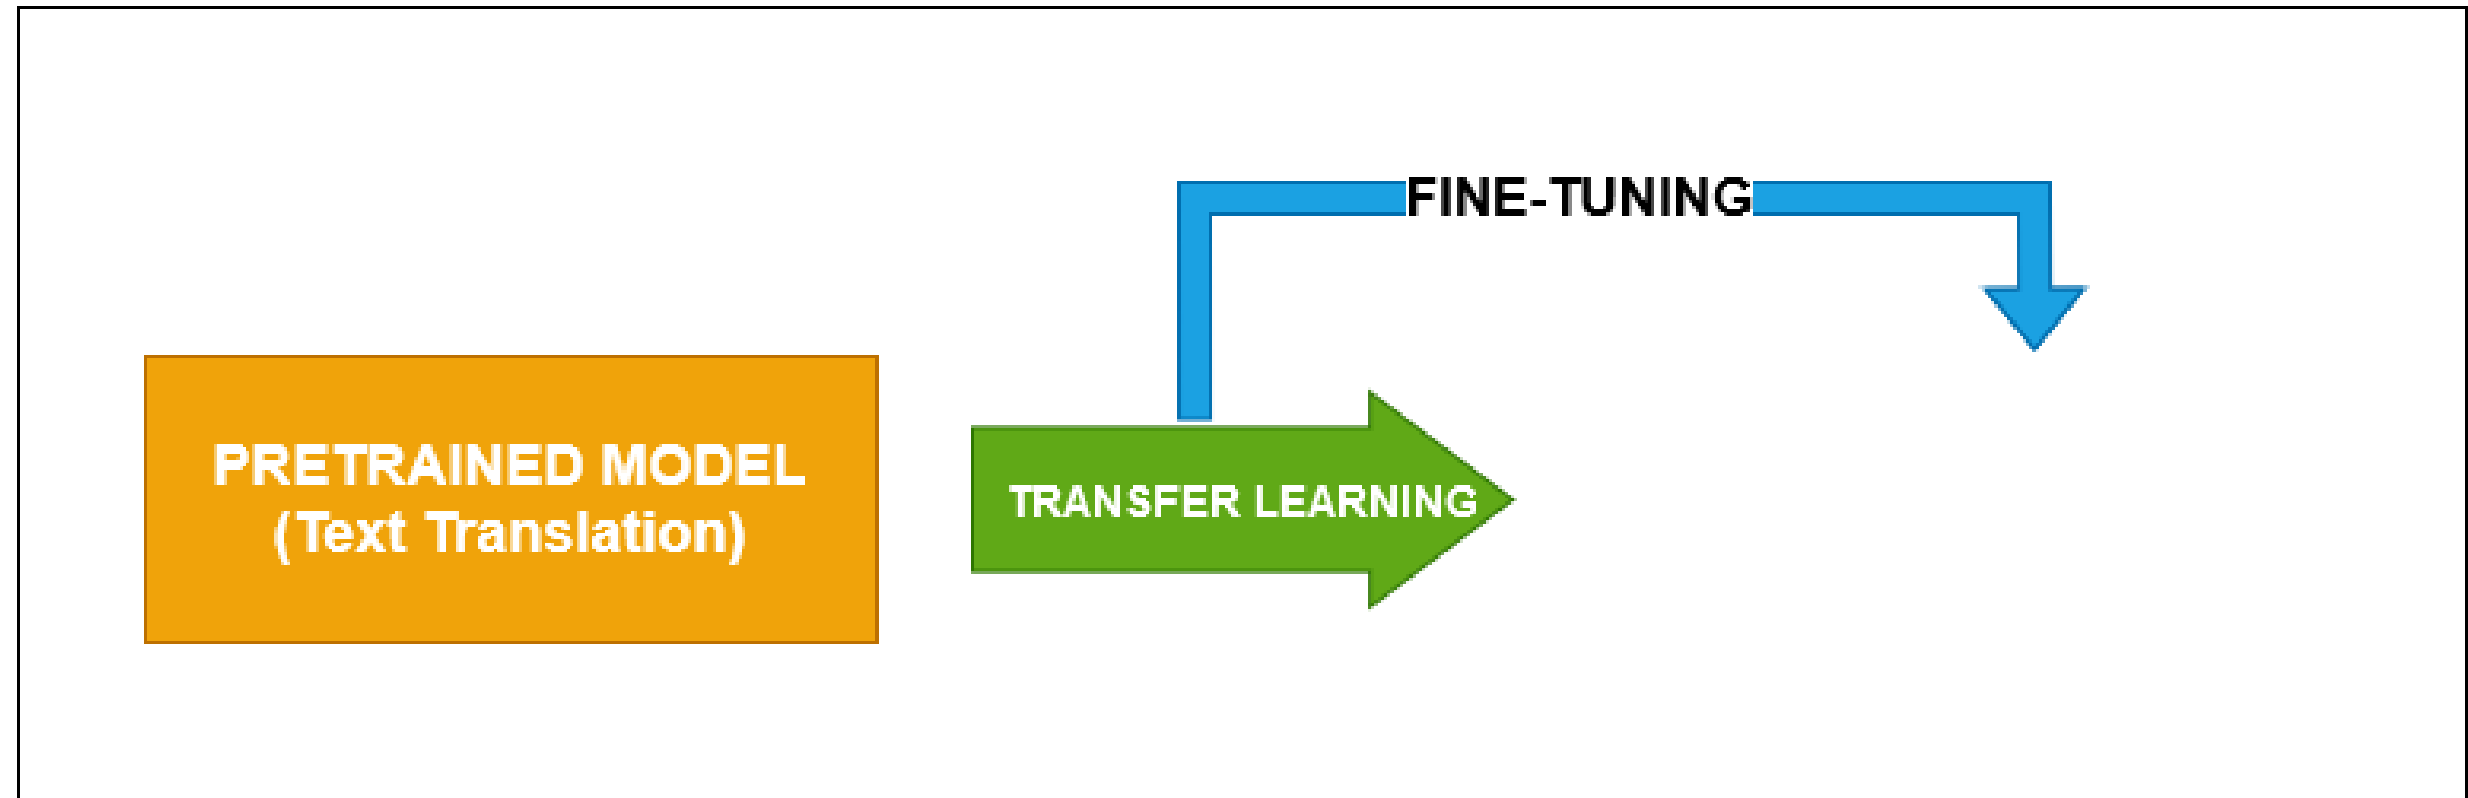 FINE-TUNING
PRETRAINED MODEL
(Text Translation)
TRANSFER LEARNING